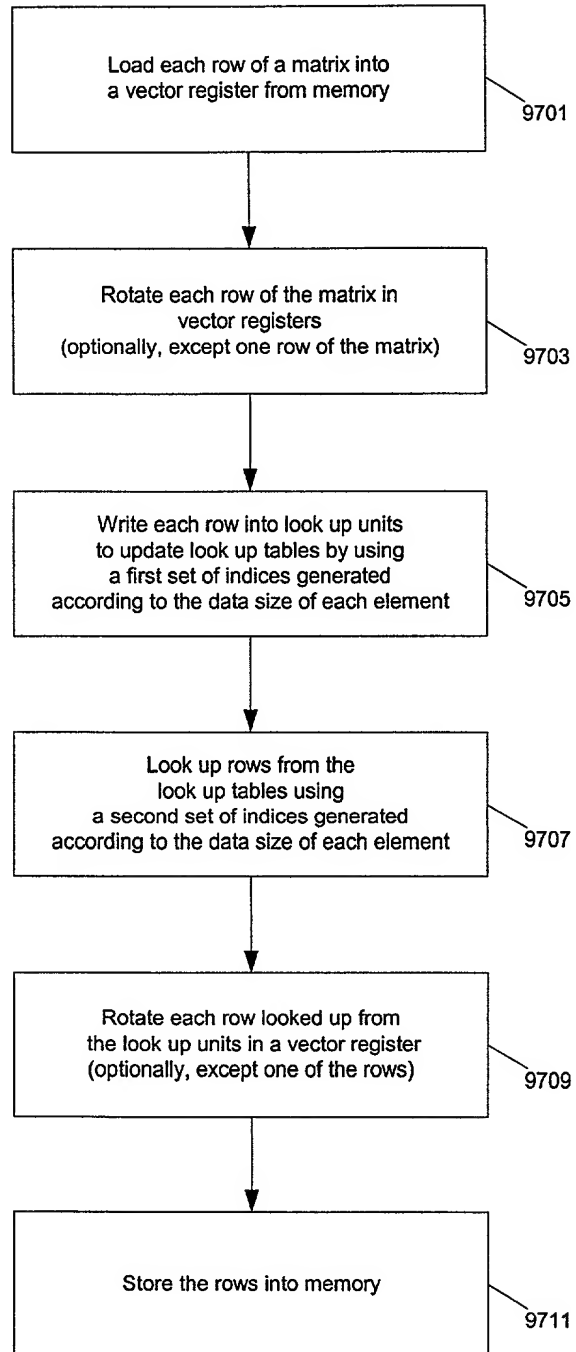 Load each row of a matrix into
a vector register from memory
9701
Rotate each row of the matrix in
vector registers
(optionally, except one row of the matrix)
9703
Write each row into look up units
to update look up tables by using
a first set of indices generated
according to the data size of each element
9705
Look up rows from the
look up tables using
a second set of indices generated
according to the data size of each element
9707
Rotate each row looked up from
the look up units in a vector register
(optionally, except one of the rows)
9709
Store the rows into memory
9711